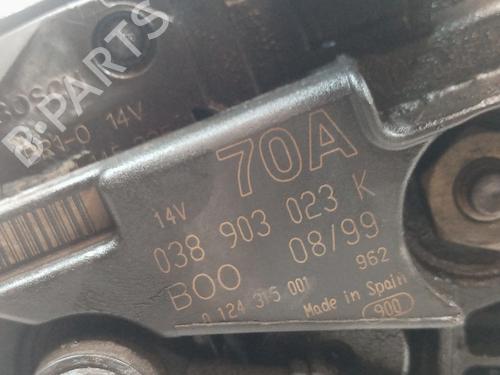 B-PARTS
14V
70A
14V
038 903 023 K
BOO 08/99
0 124 315 001 962
Made in Spain
900